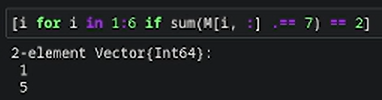 [i for i in 1:6 if sum(M[i, :] .== 7) == 2]
2-element Vector{Int64}:
1
5